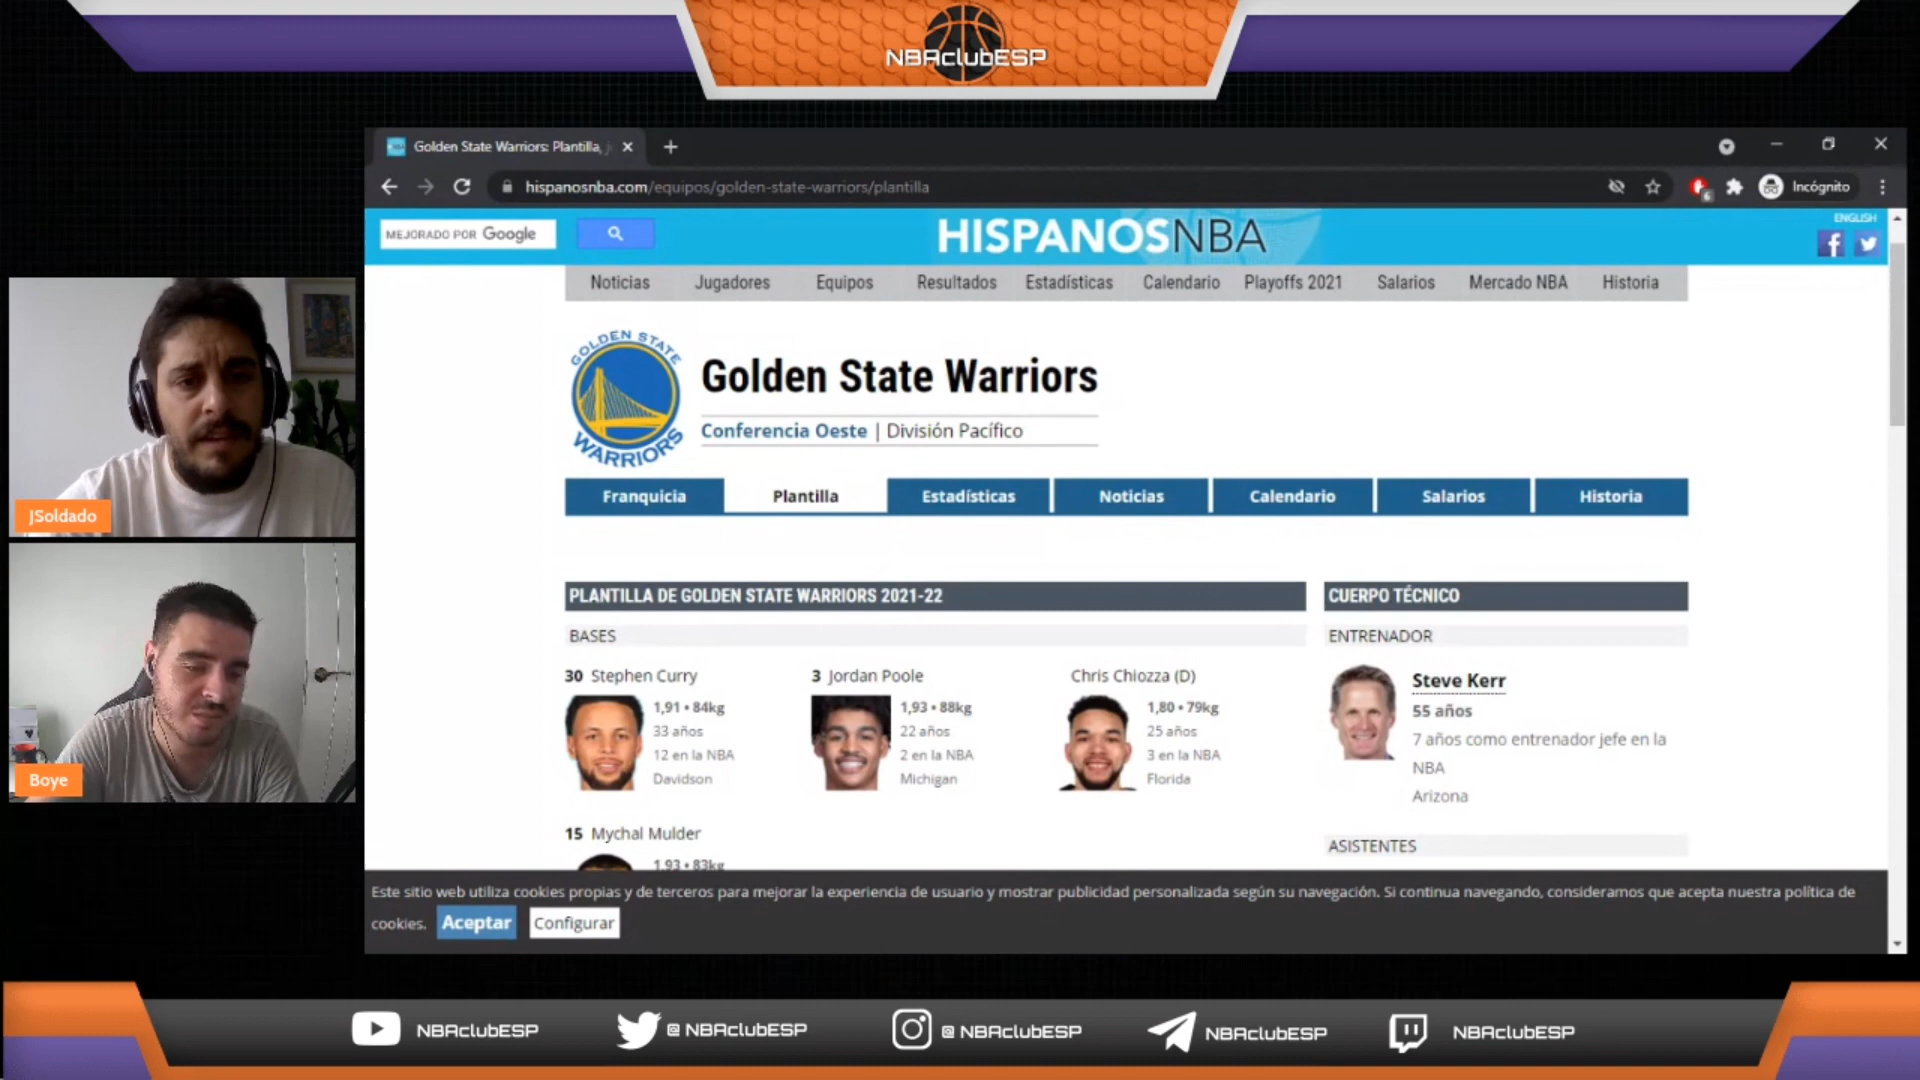 NBAclubESP
Golden State Warriors: Plantilla, j
hispanosnba.com/equipos/golden-state-warriors/plantilla
Incógnito
MEJORADO POR Google
HISPANOSNBA
ENGLISH
Noticias Jugadores Equipos Resultados Estadísticas Calendario Playoffs 2021 Salarios Mercado NBA Historia
GOLDEN STATE
WARRIORS
Golden State Warriors
Conferencia Oeste | División Pacífico
Franquicia Plantilla Estadísticas Noticias Calendario Salarios Historia
PLANTILLA DE GOLDEN STATE WARRIORS 2021-22
BASES
30 Stephen Curry
1,91 • 84kg
33 años
12 en la NBA
Davidson
3 Jordan Poole
1,93 • 88kg
22 años
2 en la NBA
Michigan
Chris Chiozza (D)
1,80 • 79kg
25 años
3 en la NBA
Florida
15 Mychal Mulder
1,93 • 83kg
CUERPO TÉCNICO
ENTRENADOR
Steve Kerr
55 años
7 años como entrenador jefe en la
NBA
Arizona
ASISTENTES
Este sitio web utiliza cookies propias y de terceros para mejorar la experiencia de usuario y mostrar publicidad personalizada según su navegación. Si continua navegando, consideramos que acepta nuestra política de
cookies. Aceptar Configurar
JSoldado
Boye
NBAclubESP @ NBAclubESP @ NBAclubESP NBAclubESP NBAclubESP